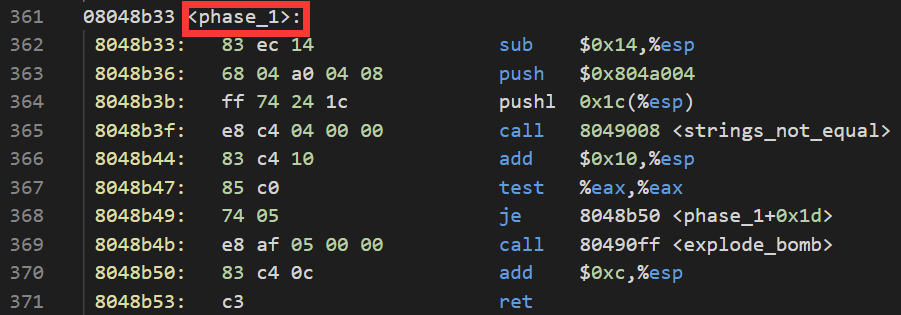 361 08048b33 <phase_1>:
362 8048b33: 83 ec 14 sub $0x14,%esp
363 8048b36: 68 04 a0 04 08 push $0x804a004
364 8048b3b: ff 74 24 1c pushl 0x1c(%esp)
365 8048b3f: e8 c4 04 00 00 call 8049008 <strings_not_equal>
366 8048b44: 83 c4 10 add $0x10,%esp
367 8048b47: 85 c0 test %eax,%eax
368 8048b49: 74 05 je 8048b50 <phase_1+0x1d>
369 8048b4b: e8 af 05 00 00 call 80490ff <explode_bomb>
370 8048b50: 83 c4 0c add $0xc,%esp
371 8048b53: c3 ret